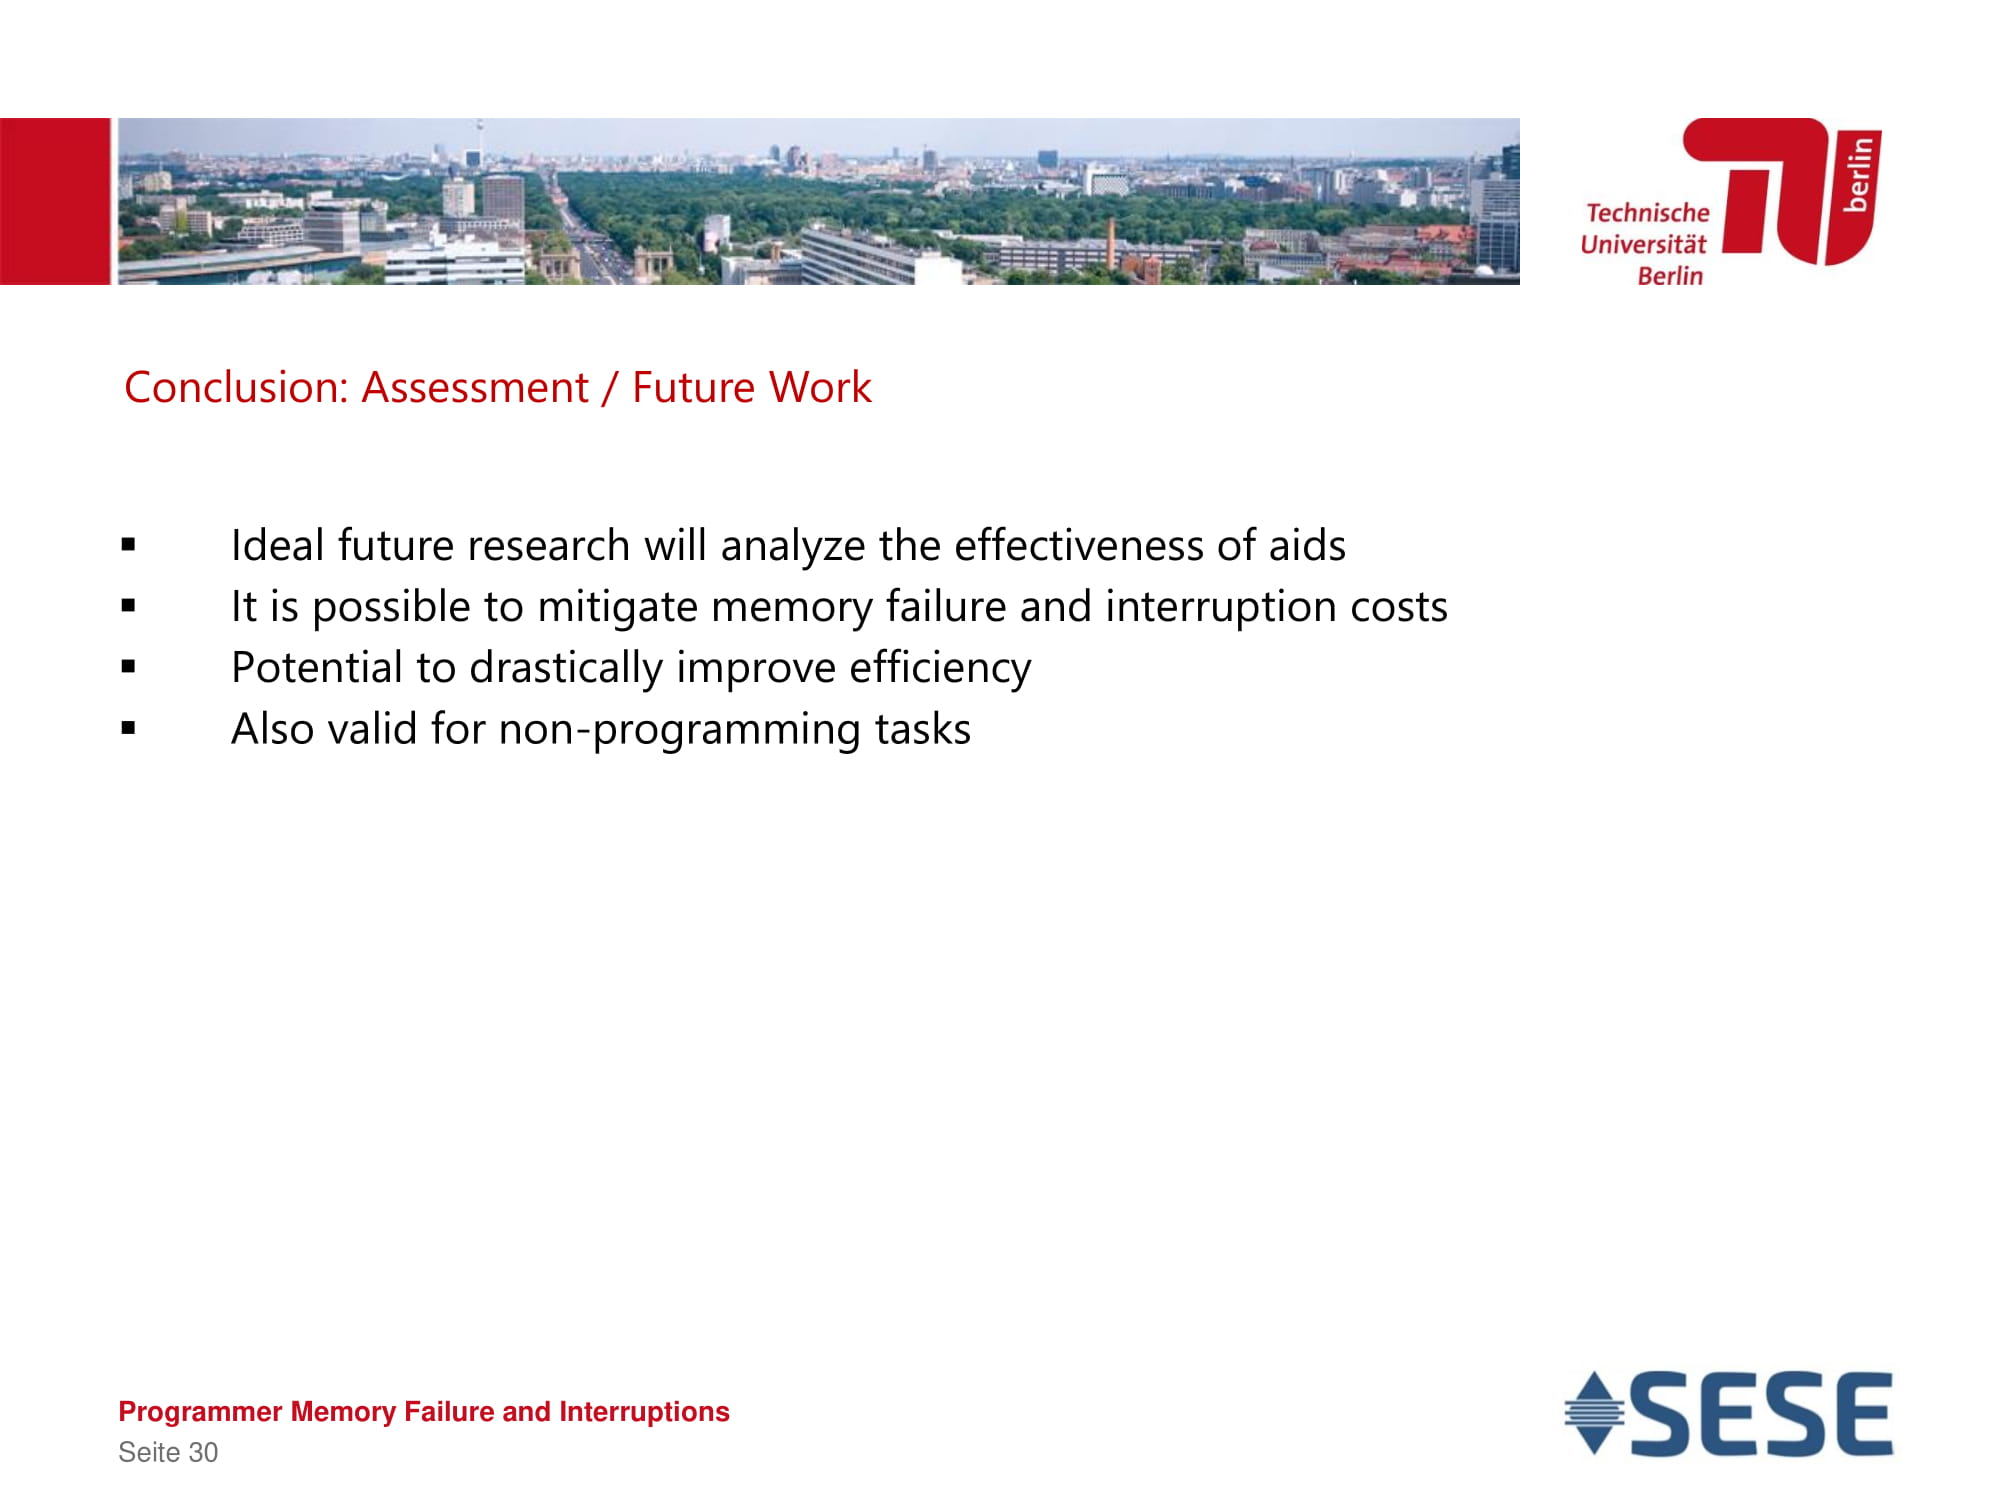 Technische
Universität
Berlin
berlin
Conclusion: Assessment / Future Work
▪ Ideal future research will analyze the effectiveness of aids
▪ It is possible to mitigate memory failure and interruption costs
▪ Potential to drastically improve efficiency
▪ Also valid for non-programming tasks
Programmer Memory Failure and Interruptions
Seite 30
SESE